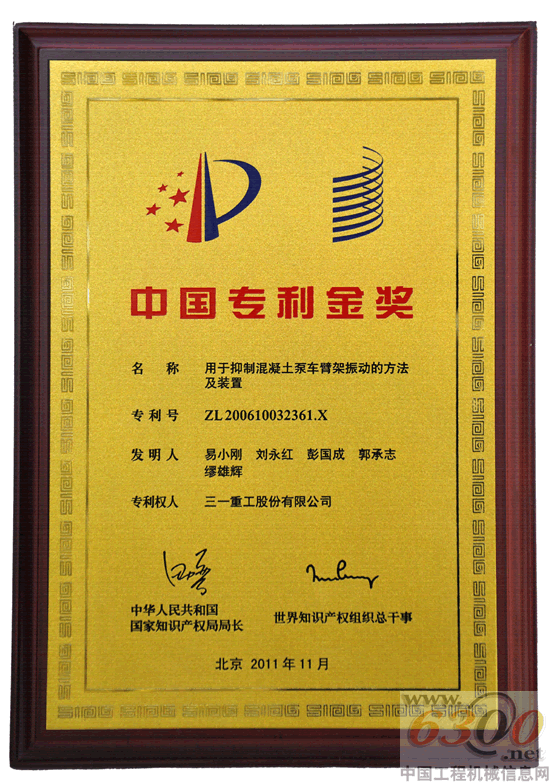 中国专利金奖
名 称 用于抑制混凝土泵车臂架振动的方法
及装置
专利号 ZL200610032361.X
发明人 易小刚 刘永红 彭国成 郭承志
缪雄辉
专利权人 三一重工股份有限公司
中华人民共和国
国家知识产权局局长
世界知识产权组织总干事
北京 2011年11月
www.
6300
.net
中国工程机械信息网